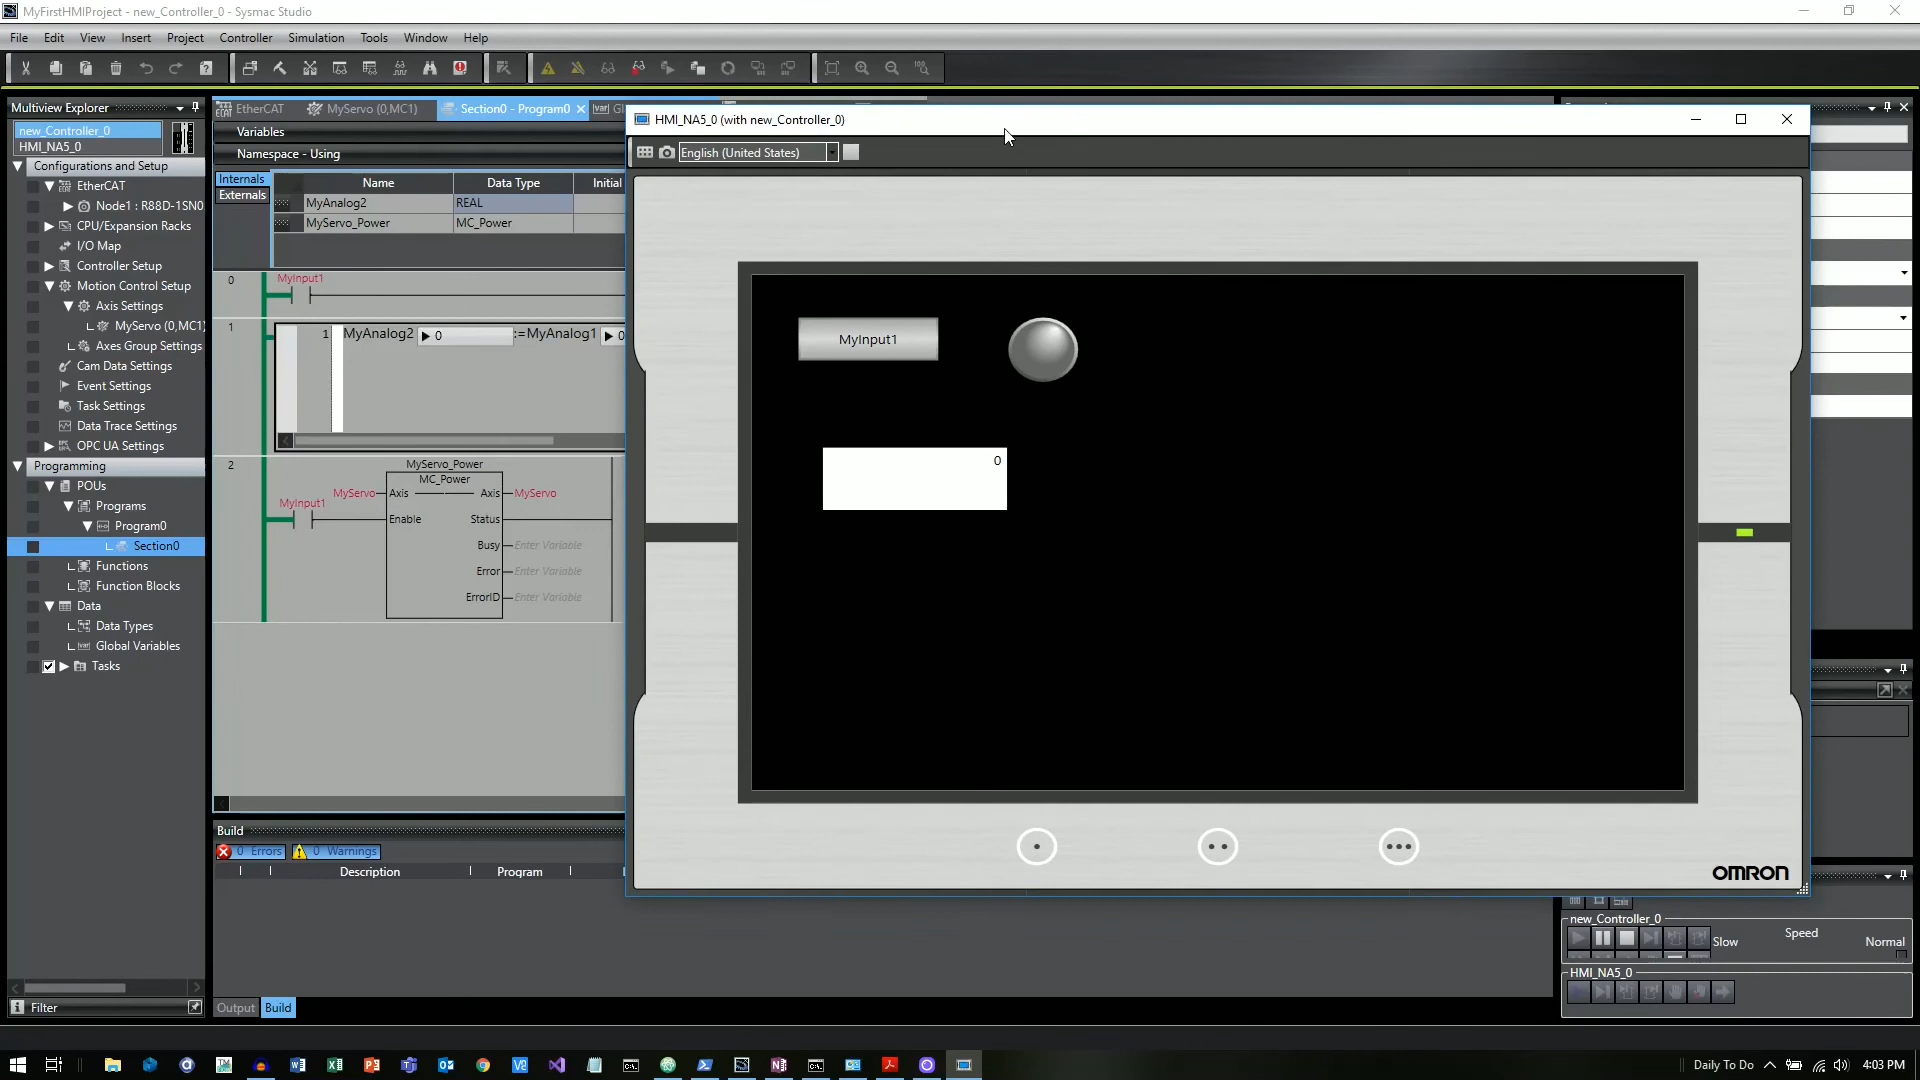 MyFirstHMIProject - new_Controller_0 - Sysmac Studio
File Edit View Insert Project Controller Simulation Tools Window Help
Multiview Explorer
new_Controller_0
HMI_NA5_0
Configurations and Setup
EtherCAT
Node1 : R88D-1SN0
CPU/Expansion Racks
I/O Map
Controller Setup
Motion Control Setup
Axis Settings
MyServo (0,MC1)
Axes Group Settings
Cam Data Settings
Event Settings
Task Settings
Data Trace Settings
OPC UA Settings
Programming
POUs
Programs
Program0
Section0
Functions
Function Blocks
Data
Data Types
Global Variables
Tasks
Filter
EtherCAT MyServo (0,MC1) Section0 - Program0
Variables
Namespace - Using
Internals
Externals
Name Data Type Initial
MyAnalog2 REAL
MyServo_Power MC_Power
0 MyInput1
1 1 MyAnalog2 0 :=MyAnalog1 0
2 MyServo_Power
MC_Power
MyServo Axis Axis MyServo
MyInput1 Enable Status
Busy Enter Variable
Error Enter Variable
ErrorID Enter Variable
Build
0 Errors 0 Warnings
Description Program
Output Build
HMI_NA5_0 (with new_Controller_0)
English (United States)
MyInput1
0
OMRON
new_Controller_0
Slow Speed Normal
HMI_NA5_0
Daily To Do 4:03 PM